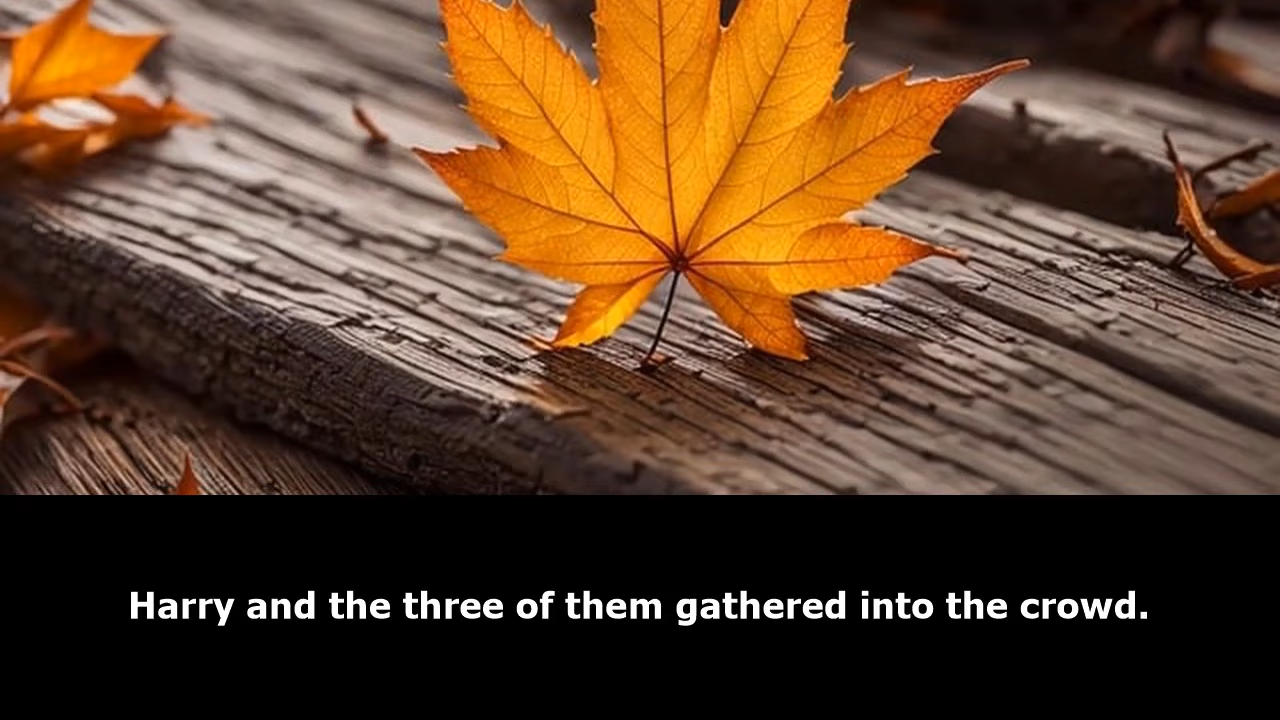 Harry and the three of them gathered into the crowd.